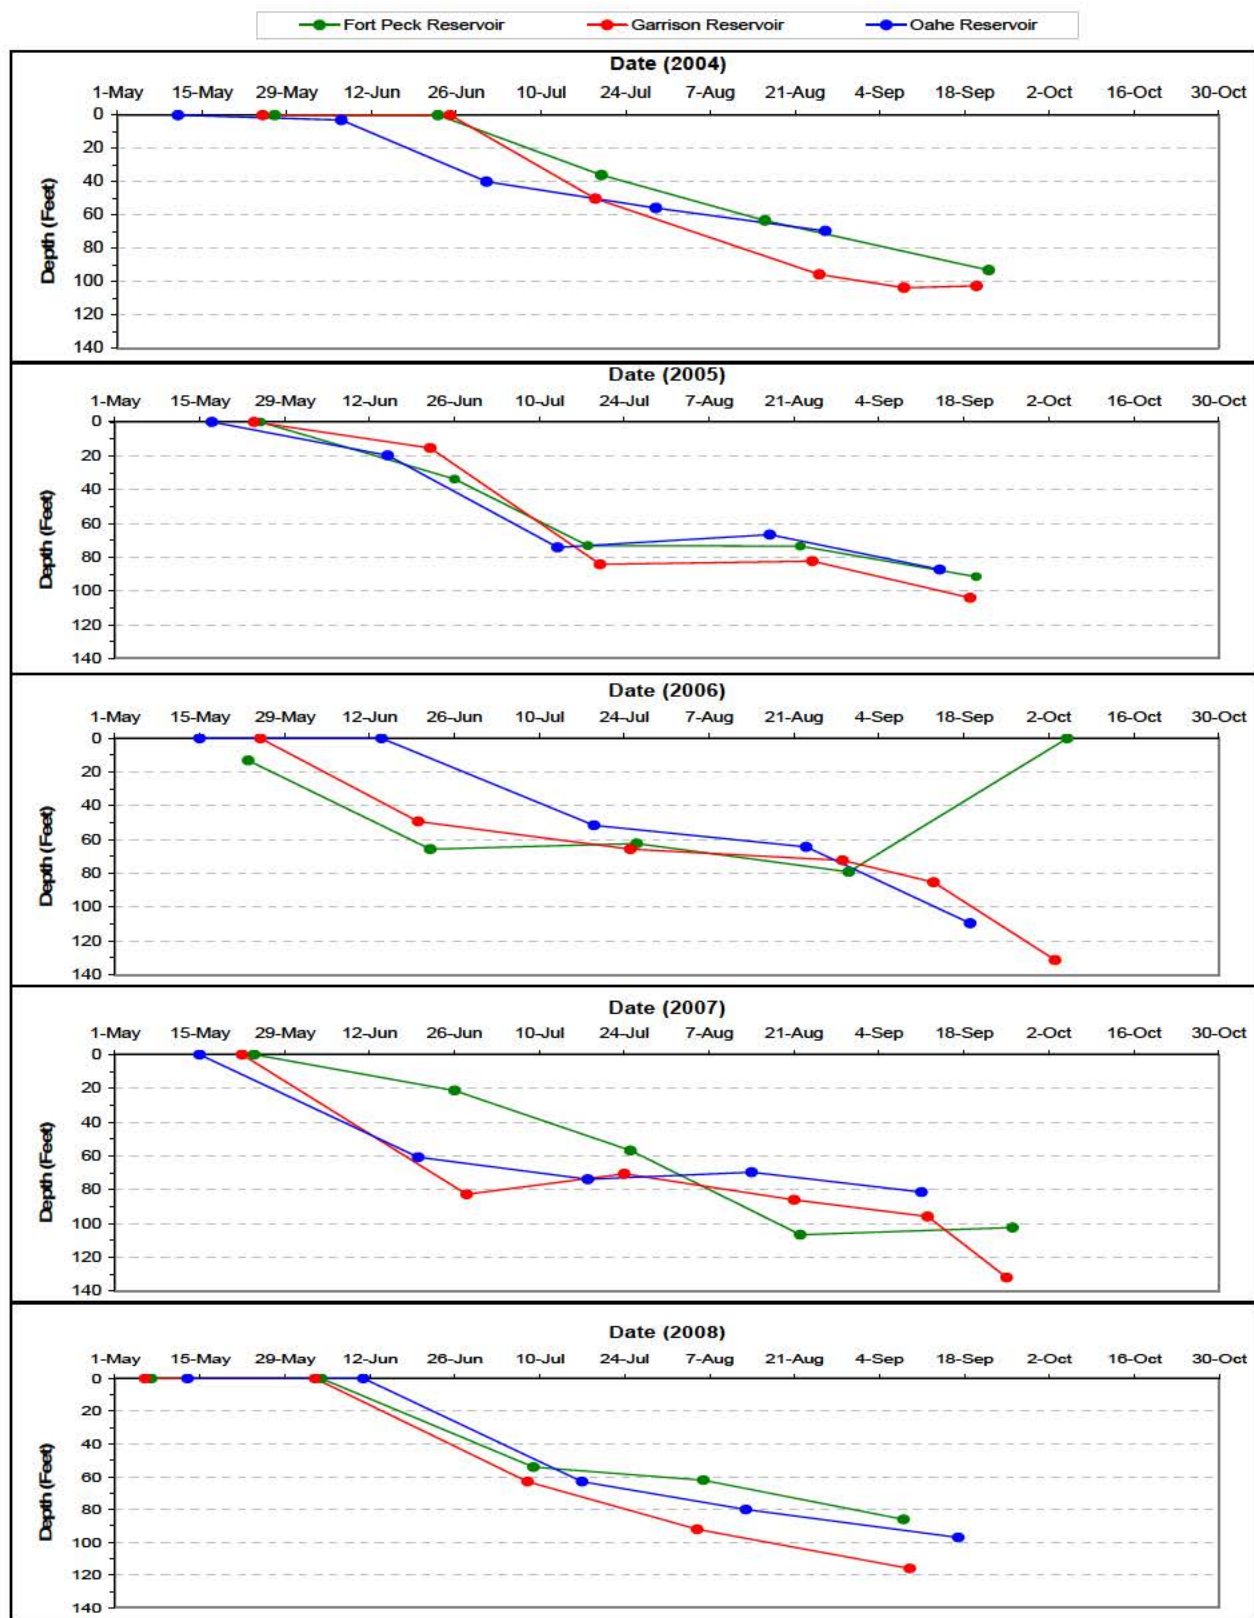 Fort Peck Reservoir Garrison Reservoir Oahe Reservoir
Date (2004)
1-May 15-May 29-May 12-Jun 26-Jun 10-Jul 24-Jul 7-Aug 21-Aug 4-Sep 18-Sep 2-Oct 16-Oct 30-Oct
0
20
40
60
80
100
120
140
Depth (Feet)
Date (2005)
1-May 15-May 29-May 12-Jun 26-Jun 10-Jul 24-Jul 7-Aug 21-Aug 4-Sep 18-Sep 2-Oct 16-Oct 30-Oct
0
20
40
60
80
100
120
140
Depth (Feet)
Date (2006)
1-May 15-May 29-May 12-Jun 26-Jun 10-Jul 24-Jul 7-Aug 21-Aug 4-Sep 18-Sep 2-Oct 16-Oct 30-Oct
0
20
40
60
80
100
120
140
Depth (Feet)
Date (2007)
1-May 15-May 29-May 12-Jun 26-Jun 10-Jul 24-Jul 7-Aug 21-Aug 4-Sep 18-Sep 2-Oct 16-Oct 30-Oct
0
20
40
60
80
100
120
140
Depth (Feet)
Date (2008)
1-May 15-May 29-May 12-Jun 26-Jun 10-Jul 24-Jul 7-Aug 21-Aug 4-Sep 18-Sep 2-Oct 16-Oct 30-Oct
0
20
40
60
80
100
120
140
Depth (Feet)